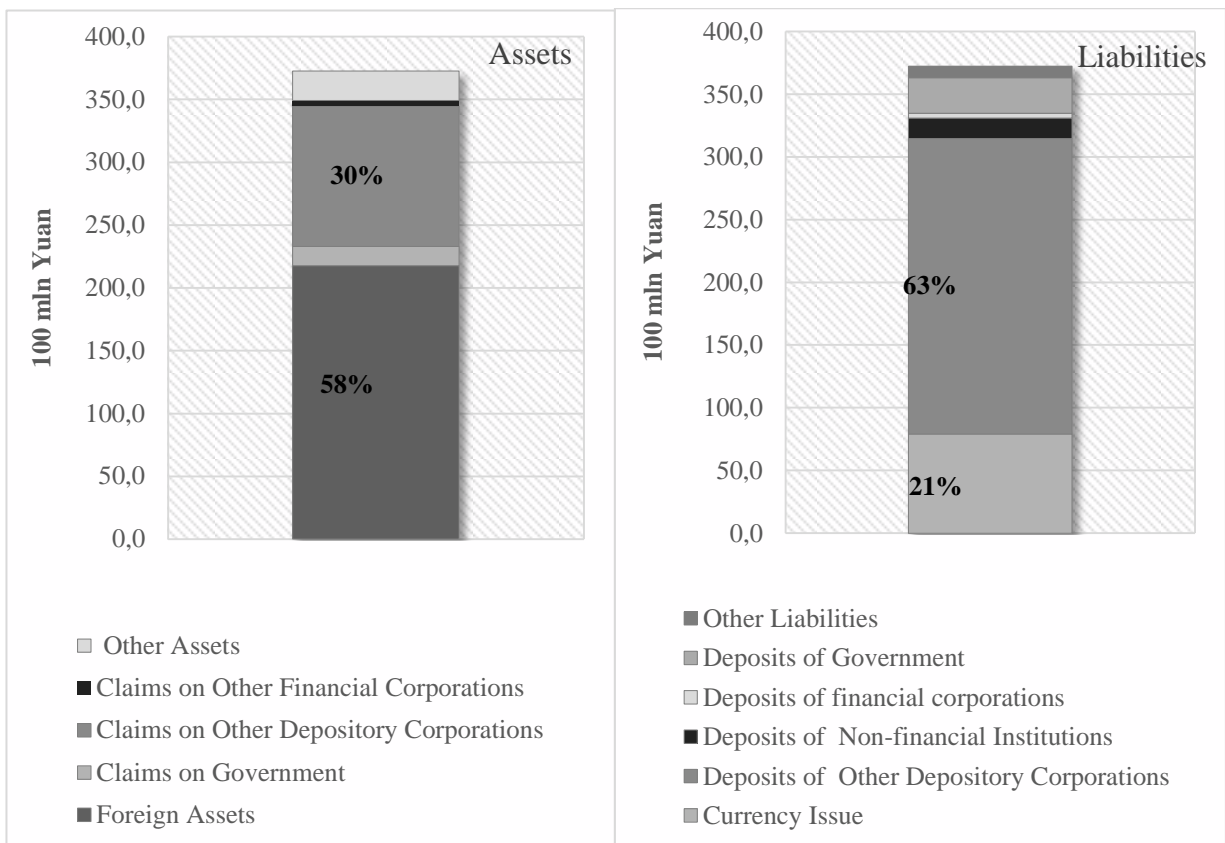 Assets
400,0
350,0
300,0
250,0
200,0
150,0
100,0
50,0
0,0
100 mln Yuan
30%
58%
Other Assets
Claims on Other Financial Corporations
Claims on Other Depository Corporations
Claims on Government
Foreign Assets
Liabilities
400,0
350,0
300,0
250,0
200,0
150,0
100,0
50,0
0,0
100 mln Yuan
63%
21%
Other Liabilities
Deposits of Government
Deposits of financial corporations
Deposits of Non-financial Institutions
Deposits of Other Depository Corporations
Currency Issue